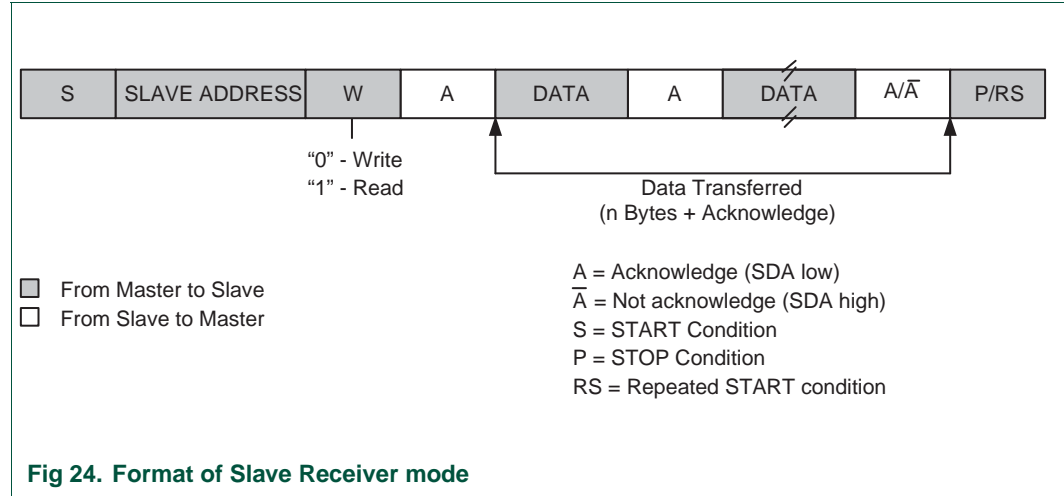 S SLAVE ADDRESS W A DATA A DATA A/A̅ P/RS
“0” - Write
“1” - Read
Data Transferred
(n Bytes + Acknowledge)
From Master to Slave
From Slave to Master
A = Acknowledge (SDA low)
A̅ = Not acknowledge (SDA high)
S = START Condition
P = STOP Condition
RS = Repeated START condition
Fig 24. Format of Slave Receiver mode